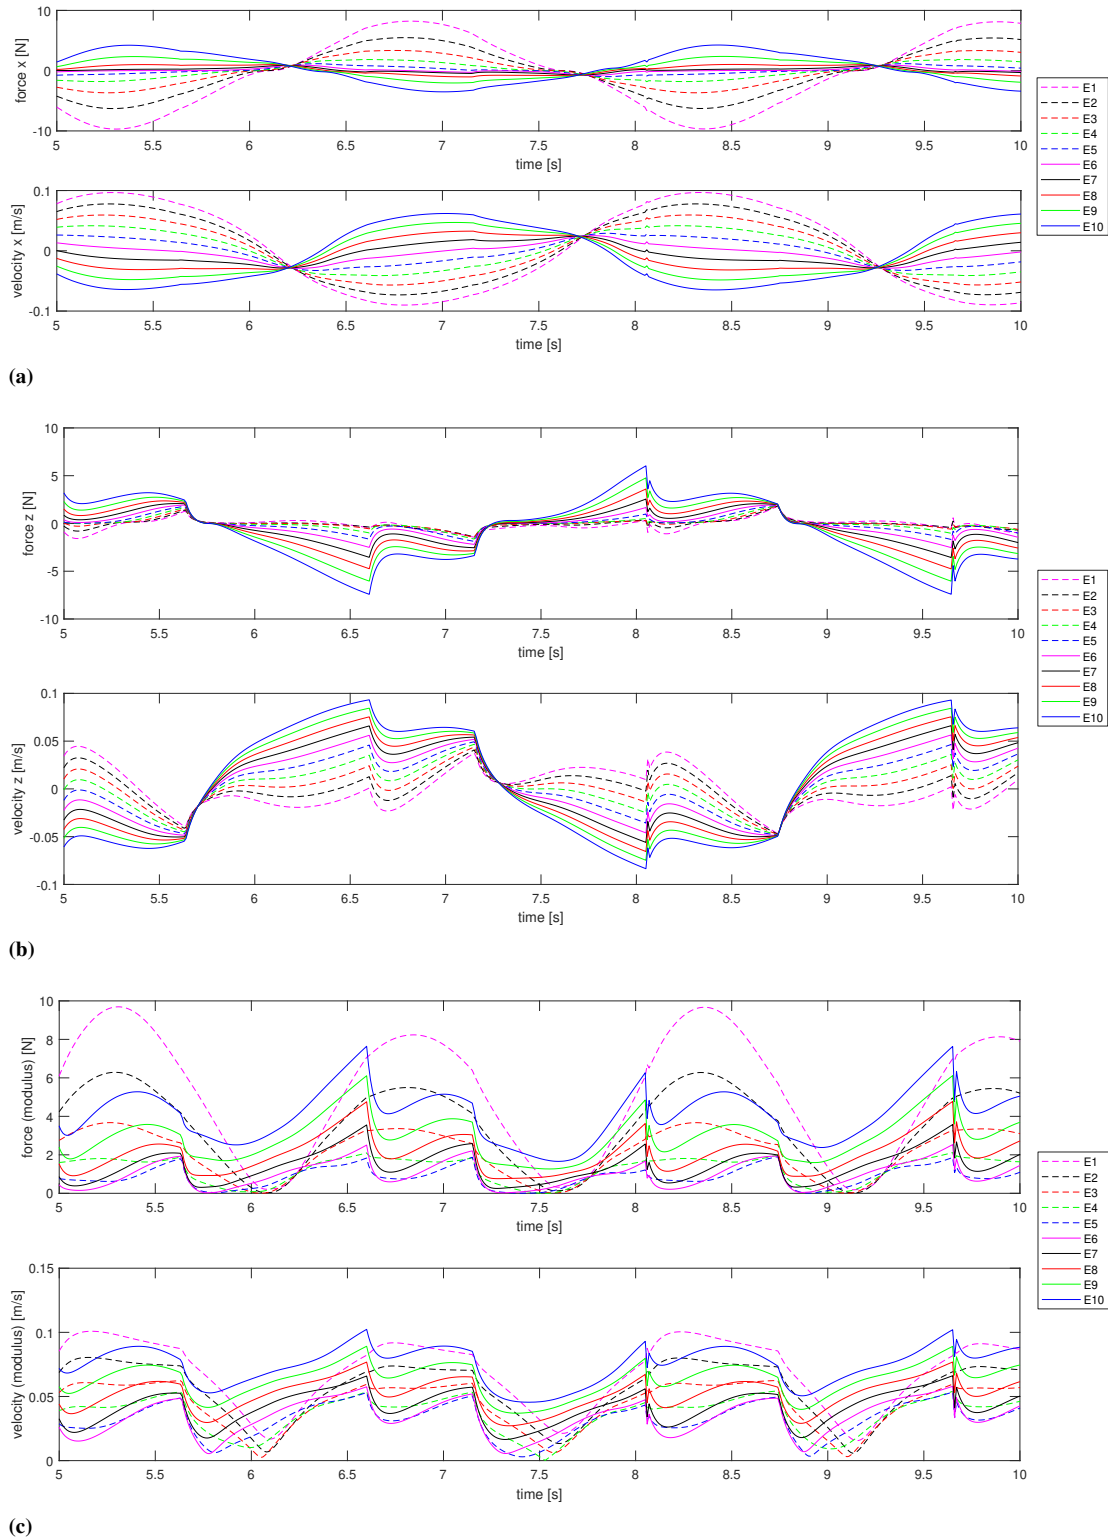 10
0
-10
force x [N]
5
5.5
6
6.5
7
7.5
8
8.5
9
9.5
10
time [s]
0.1
0
-0.1
velocity x [m/s]
5
5.5
6
6.5
7
7.5
8
8.5
9
9.5
10
time [s]
E1
E2
E3
E4
E5
E6
E7
E8
E9
E10
(a)
10
5
0
-5
-10
force z [N]
5
5.5
6
6.5
7
7.5
8
8.5
9
9.5
10
time [s]
0.1
0.05
0
-0.05
-0.1
velocity z [m/s]
5
5.5
6
6.5
7
7.5
8
8.5
9
9.5
10
time [s]
E1
E2
E3
E4
E5
E6
E7
E8
E9
E10
(b)
10
8
6
4
2
0
force (modulus) [N]
5
5.5
6
6.5
7
7.5
8
8.5
9
9.5
10
time [s]
0.15
0.1
0.05
0
velocity (modulus) [m/s]
5
5.5
6
6.5
7
7.5
8
8.5
9
9.5
10
time [s]
E1
E2
E3
E4
E5
E6
E7
E8
E9
E10
(c)